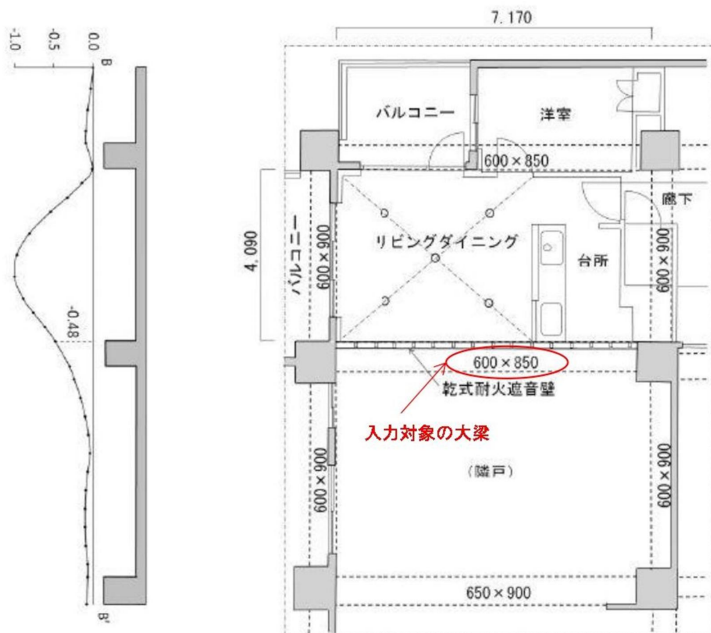 -1.0
-0.5
0.0
B
-0.48
B'
7.170
バルコニー
洋室
600×850
廊下
バルコニー
4.090
600×900
リビングダイニング
台所
600×900
600×850
乾式耐火遮音壁
入力対象の大梁
600×900
(隣戸)
600×900
650×900